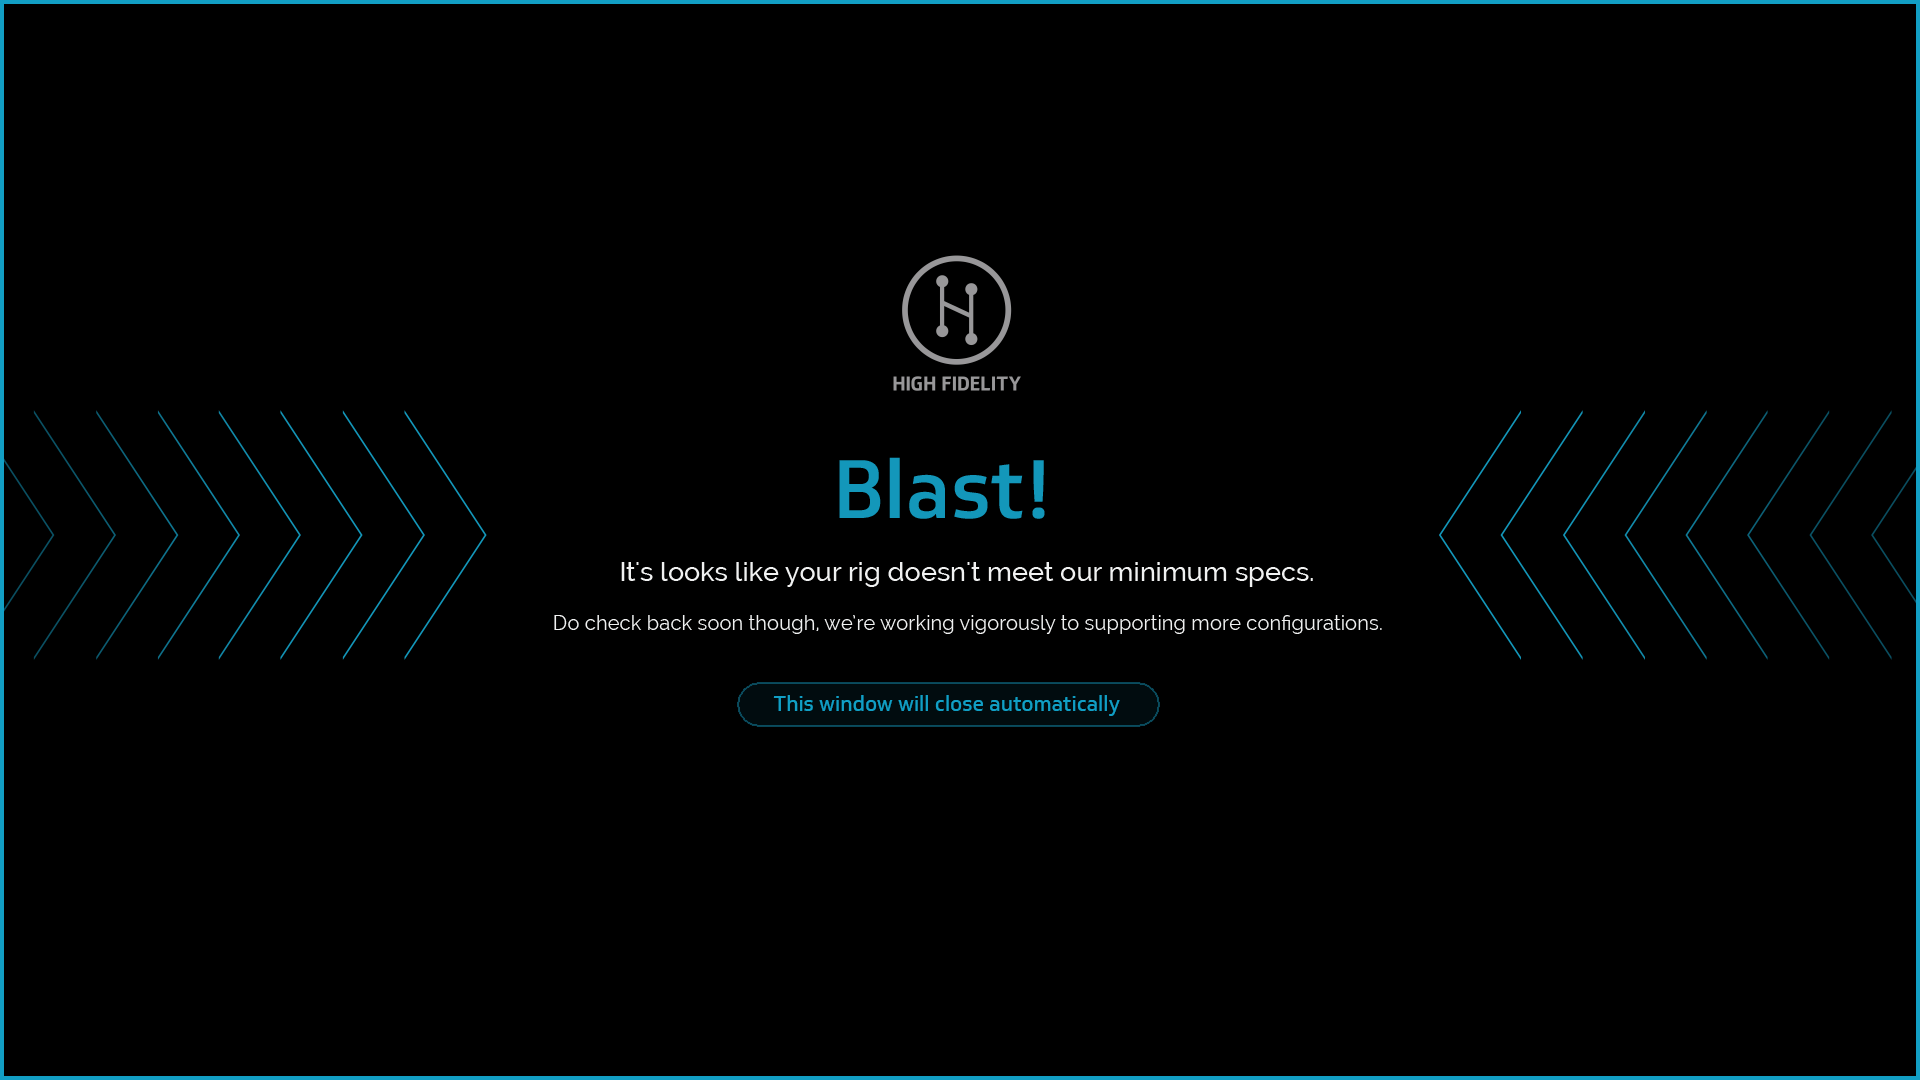 HIGH FIDELITY
Blast!
It's looks like your rig doesn't meet our minimum specs.
Do check back soon though, we’re working vigorously to supporting more configurations.
This window will close automatically